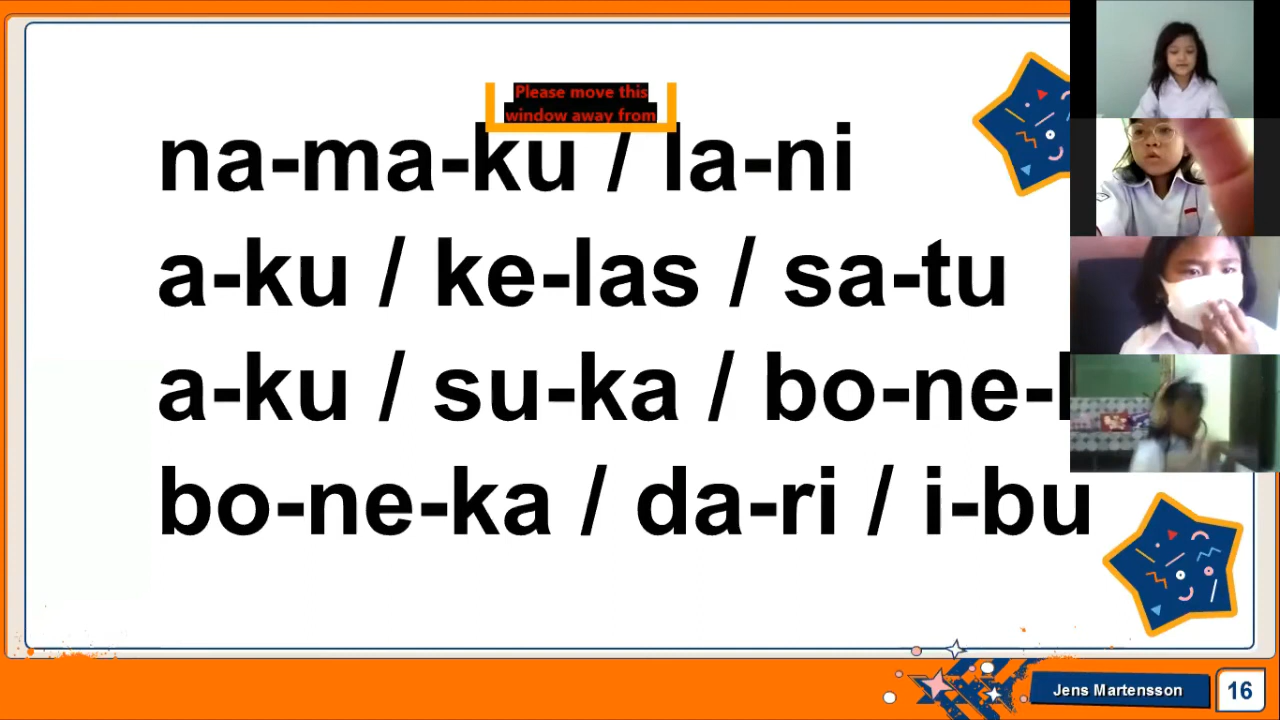 Please move this
window away from
na-ma-ku / la-ni
a-ku / ke-las / sa-tu
a-ku / su-ka / bo-ne-
bo-ne-ka / da-ri / i-bu
Jens Martensson
16